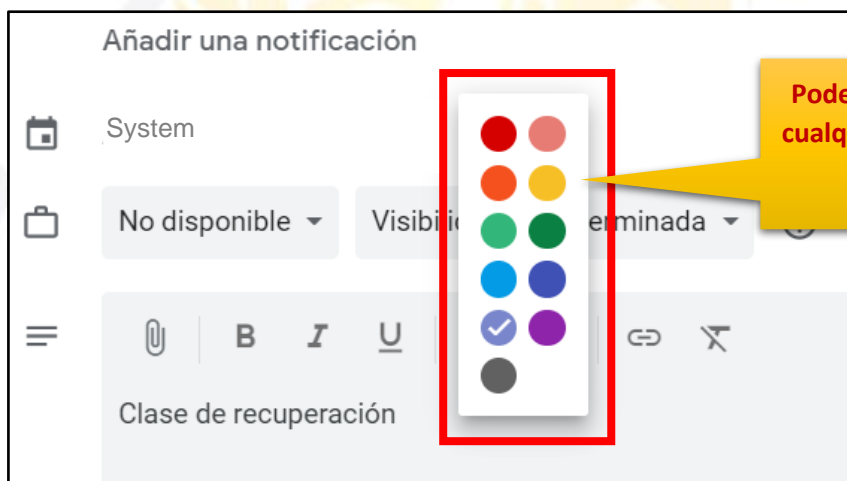 Añadir una notificación
Pode
cualq
System
No disponible
Visibili
erminada
B I U
Clase de recuperación